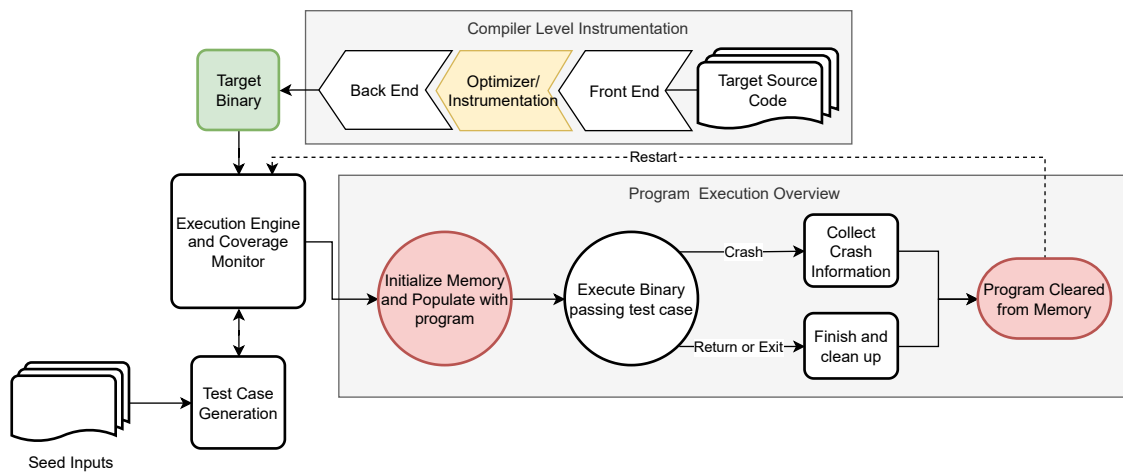 Compiler Level Instrumentation
Target
Binary
Back End
Optimizer/
Instrumentation
Front End
Target Source
Code
Restart
Program Execution Overview
Execution Engine
and Coverage
Monitor
Initialize Memory
and Populate with
program
Execute Binary
passing test case
Crash
Collect
Crash
Information
Return or Exit
Finish and
clean up
Program Cleared
from Memory
Test Case
Generation
Seed Inputs